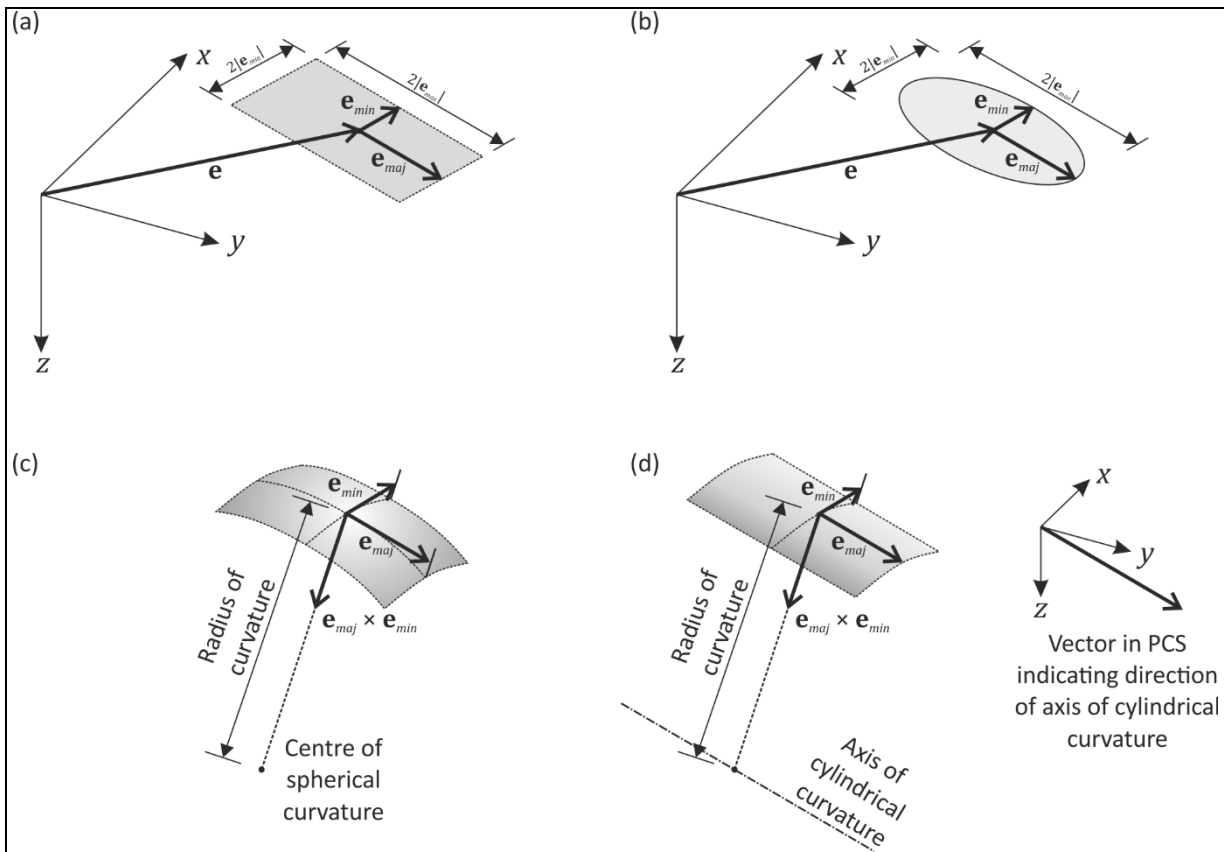 (a)
x
2|e_min|
2|e_max|
e_min
e_maj
e
y
z
(b)
x
2|e_min|
2|e_max|
e_min
e_maj
e
y
z
(c)
e_min
e_maj
e_maj × e_min
Radius of
curvature
Centre of
spherical
curvature
(d)
e_min
e_maj
e_maj × e_min
Radius of
curvature
Axis of
cylindrical
curvature
x
y
z
Vector in PCS
indicating direction
of axis of cylindrical
curvature